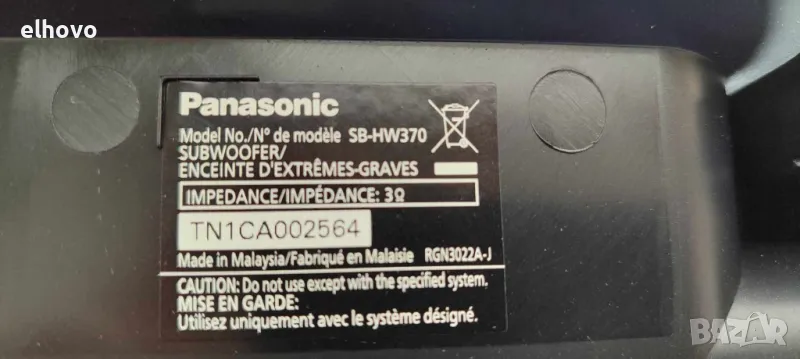 elhovo
Panasonic
Model No./N° de modèle SB-HW370
SUBWOOFER/
ENCEINTE D'EXTRÊMES-GRAVES
IMPEDANCE/IMPÉDANCE: 3Ω
TN1CA002564
Made in Malaysia/Fabriqué en Malaisie RGN3022A-J
CAUTION: Do not use except with the specified system.
MISE EN GARDE:
Utilisez uniquement avec le système désigné.
BAZAR